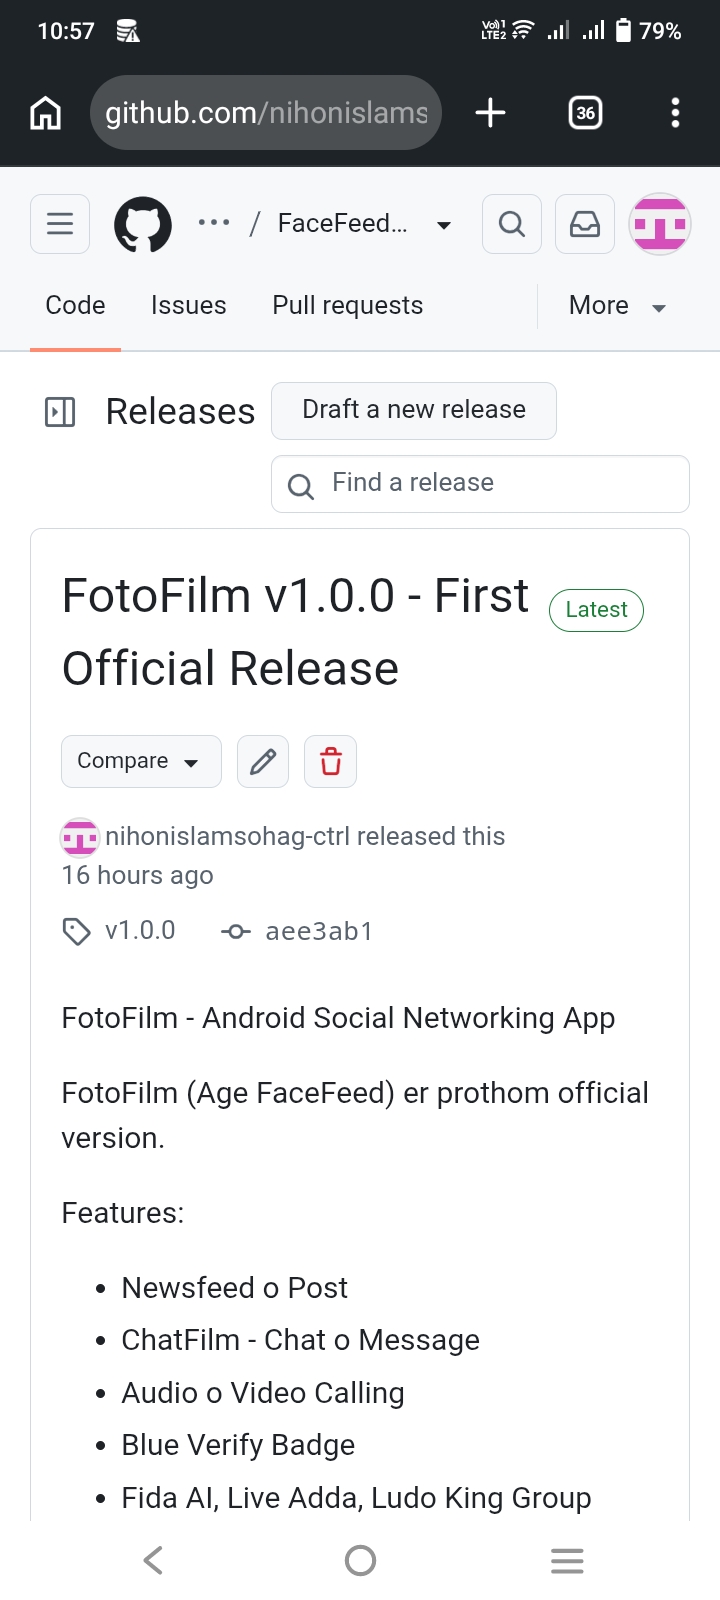 10:57
Vo))1 LTE2
79%
github.com/nihonislams
36
... / FaceFeed...
Code Issues Pull requests More
Releases
Draft a new release
Find a release
FotoFilm v1.0.0 - First
Official Release
Latest
Compare
nihonislamsohag-ctrl released this
16 hours ago
v1.0.0 aee3ab1
FotoFilm - Android Social Networking App
FotoFilm (Age FaceFeed) er prothom official
version.
Features:
• Newsfeed o Post
• ChatFilm - Chat o Message
• Audio o Video Calling
• Blue Verify Badge
• Fida AI, Live Adda, Ludo King Group